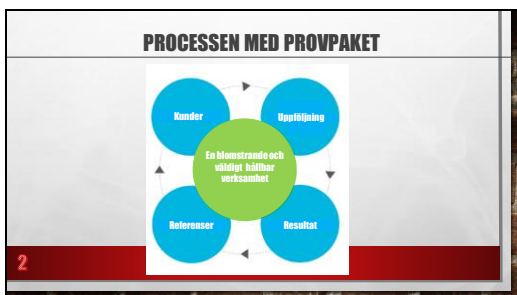 PROCESSEN MED PROVPAKET
Kunder
Uppföljning
En blomstrande och
väldigt hållbar
verksamhet
Referenser
Resultat
2